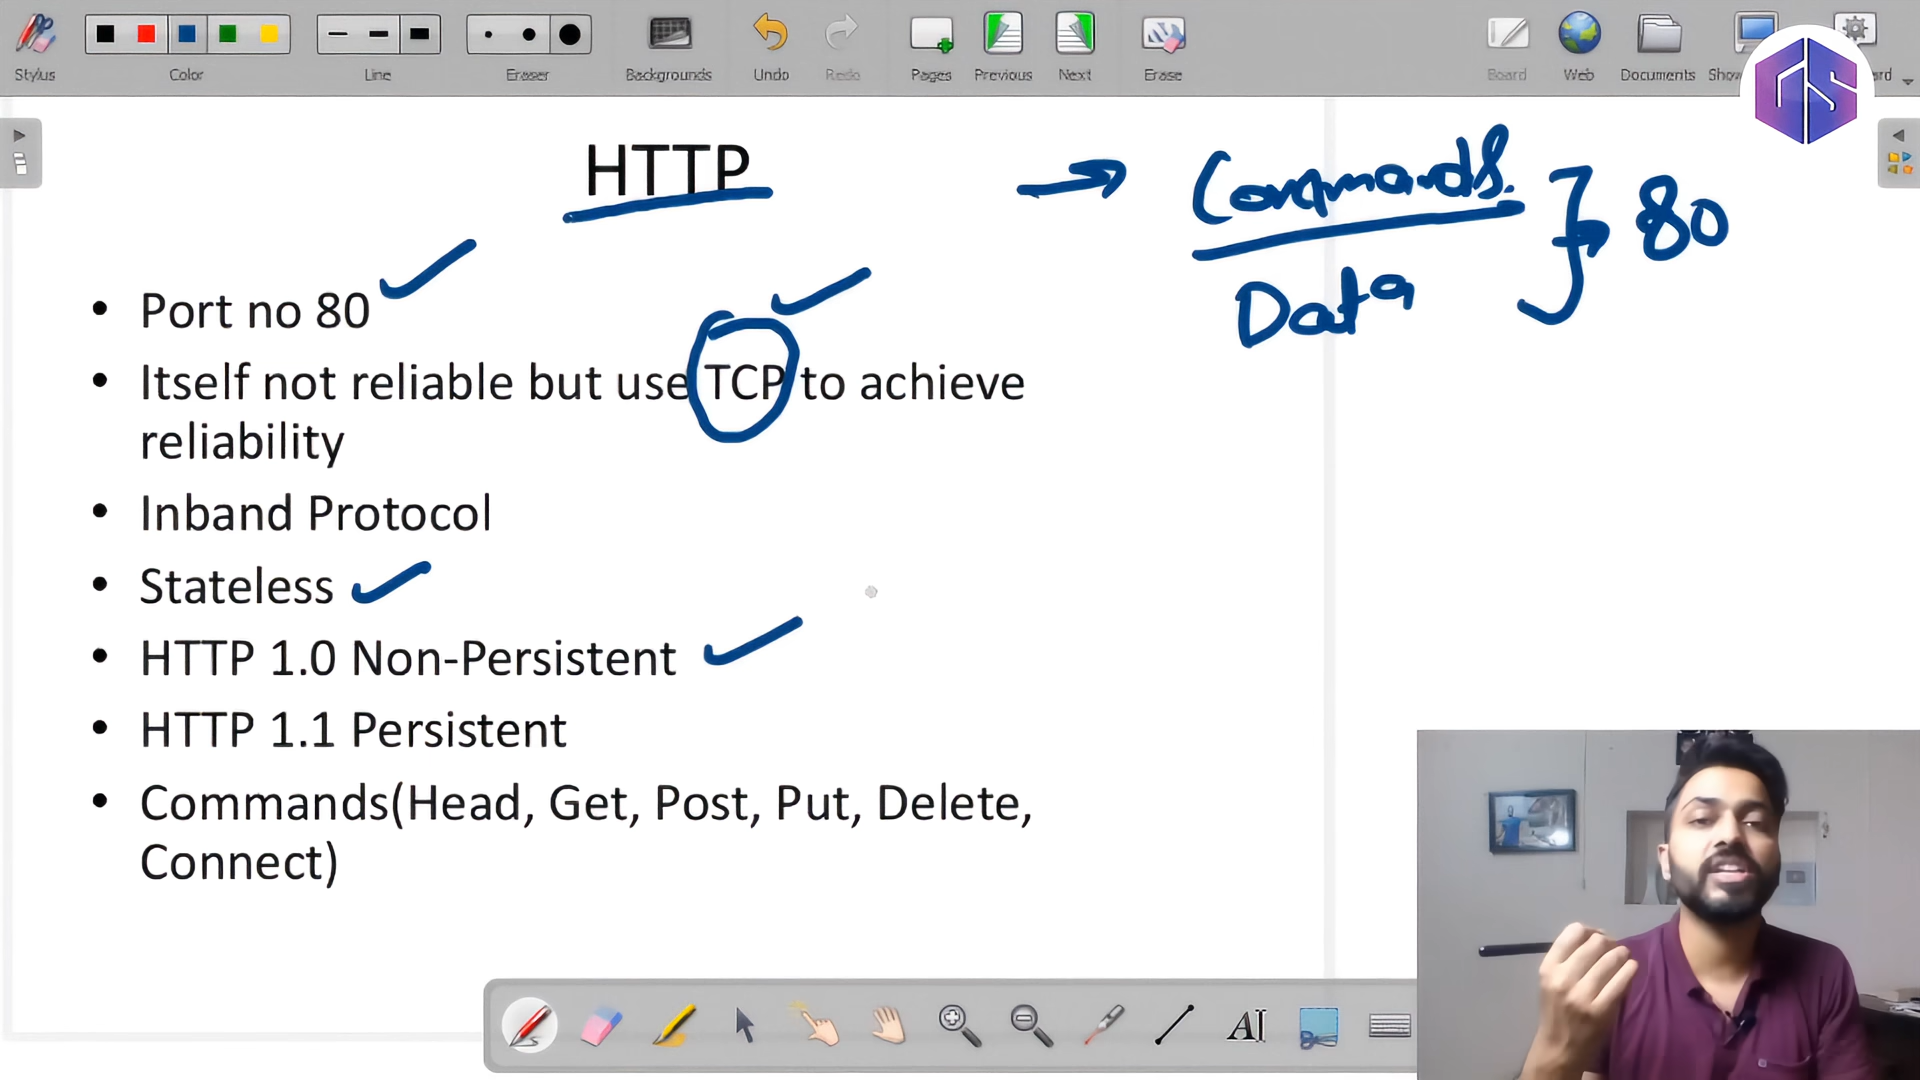 Stylus
Color
Line
Eraser
Backgrounds
Undo
Redo
Pages
Previous
Next
Erase
Board
Web
Documents
HTTP
→ Commands.
Data
80
• Port no 80
• Itself not reliable but use TCP to achieve
reliability
• Inband Protocol
• Stateless
• HTTP 1.0 Non-Persistent
• HTTP 1.1 Persistent
• Commands(Head, Get, Post, Put, Delete,
Connect)
AI